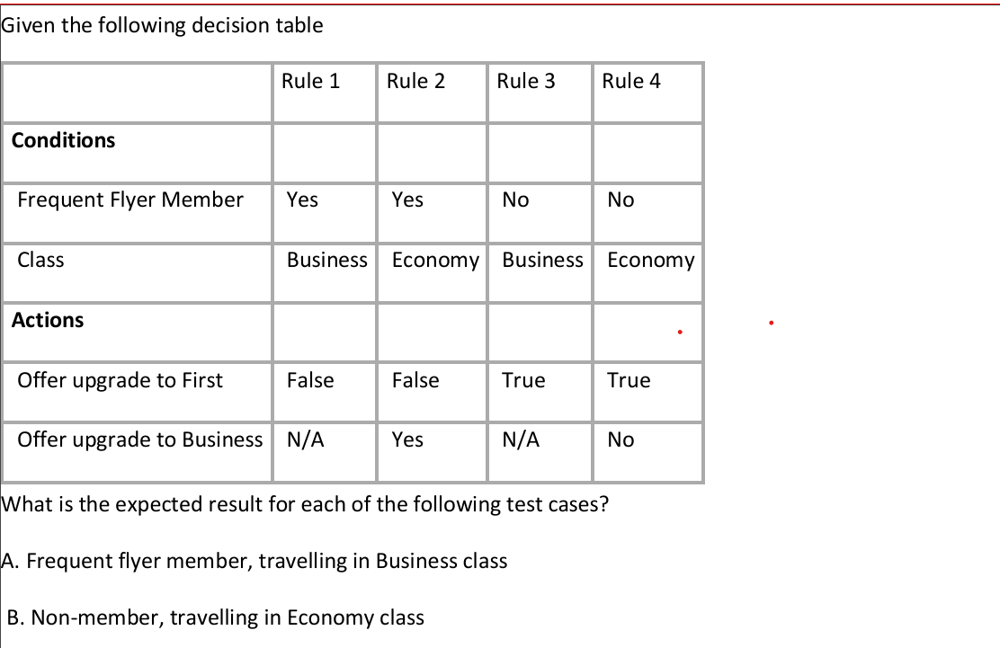 Given the following decision table
Rule 1 Rule 2 Rule 3 Rule 4
Conditions
Frequent Flyer Member Yes Yes No No
Class Business Economy Business Economy
Actions
Offer upgrade to First False False True True
Offer upgrade to Business N/A Yes N/A No
What is the expected result for each of the following test cases?
A. Frequent flyer member, travelling in Business class
B. Non-member, travelling in Economy class